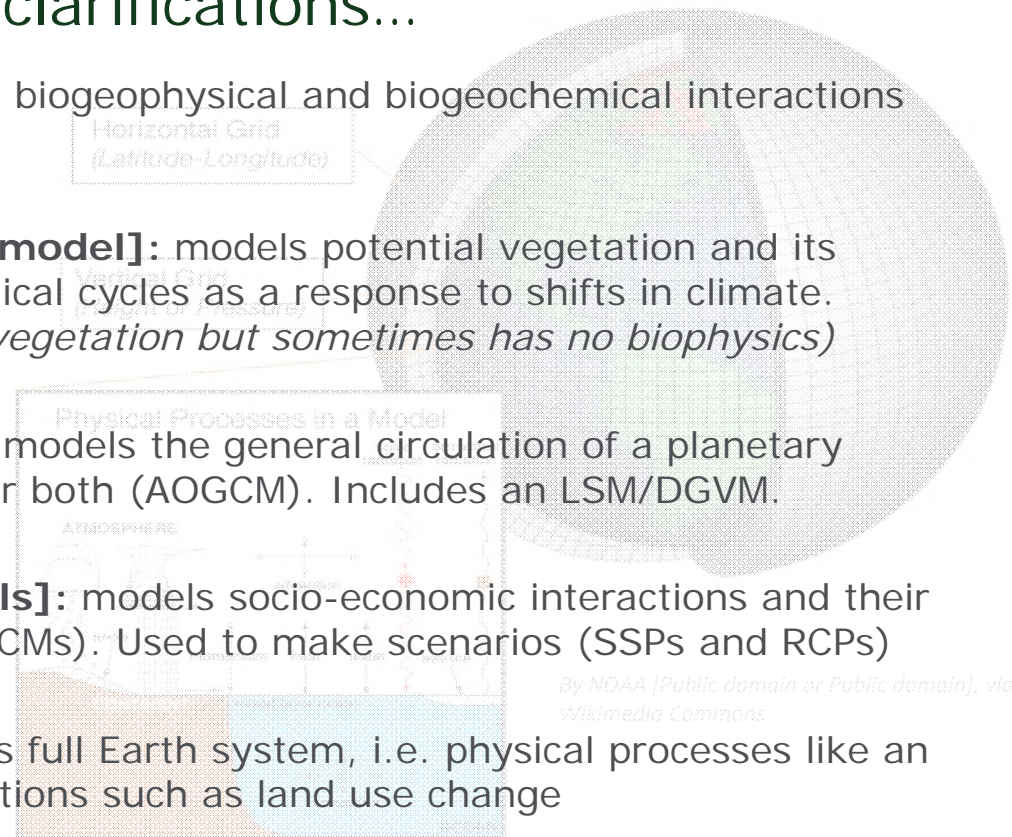 clarifications...
biogeophysical and biogeochemical interactions
Horizontal Grid
(Latitude-Longitude)
model]: models potential vegetation and its
Vertical Grid
ical cycles as a response to shifts in climate.
(Height or Pressure)
vegetation but sometimes has no biophysics)
Physical Processes in a Model
models the general circulation of a planetary
r both (AOGCM). Includes an LSM/DGVM.
ATMOSPHERE
ls]: models socio-economic interactions and their
CMs). Used to make scenarios (SSPs and RCPs)
By NOAA [Public domain or Public domain], via
Wikimedia Commons
s full Earth system, i.e. physical processes like an
tions such as land use change